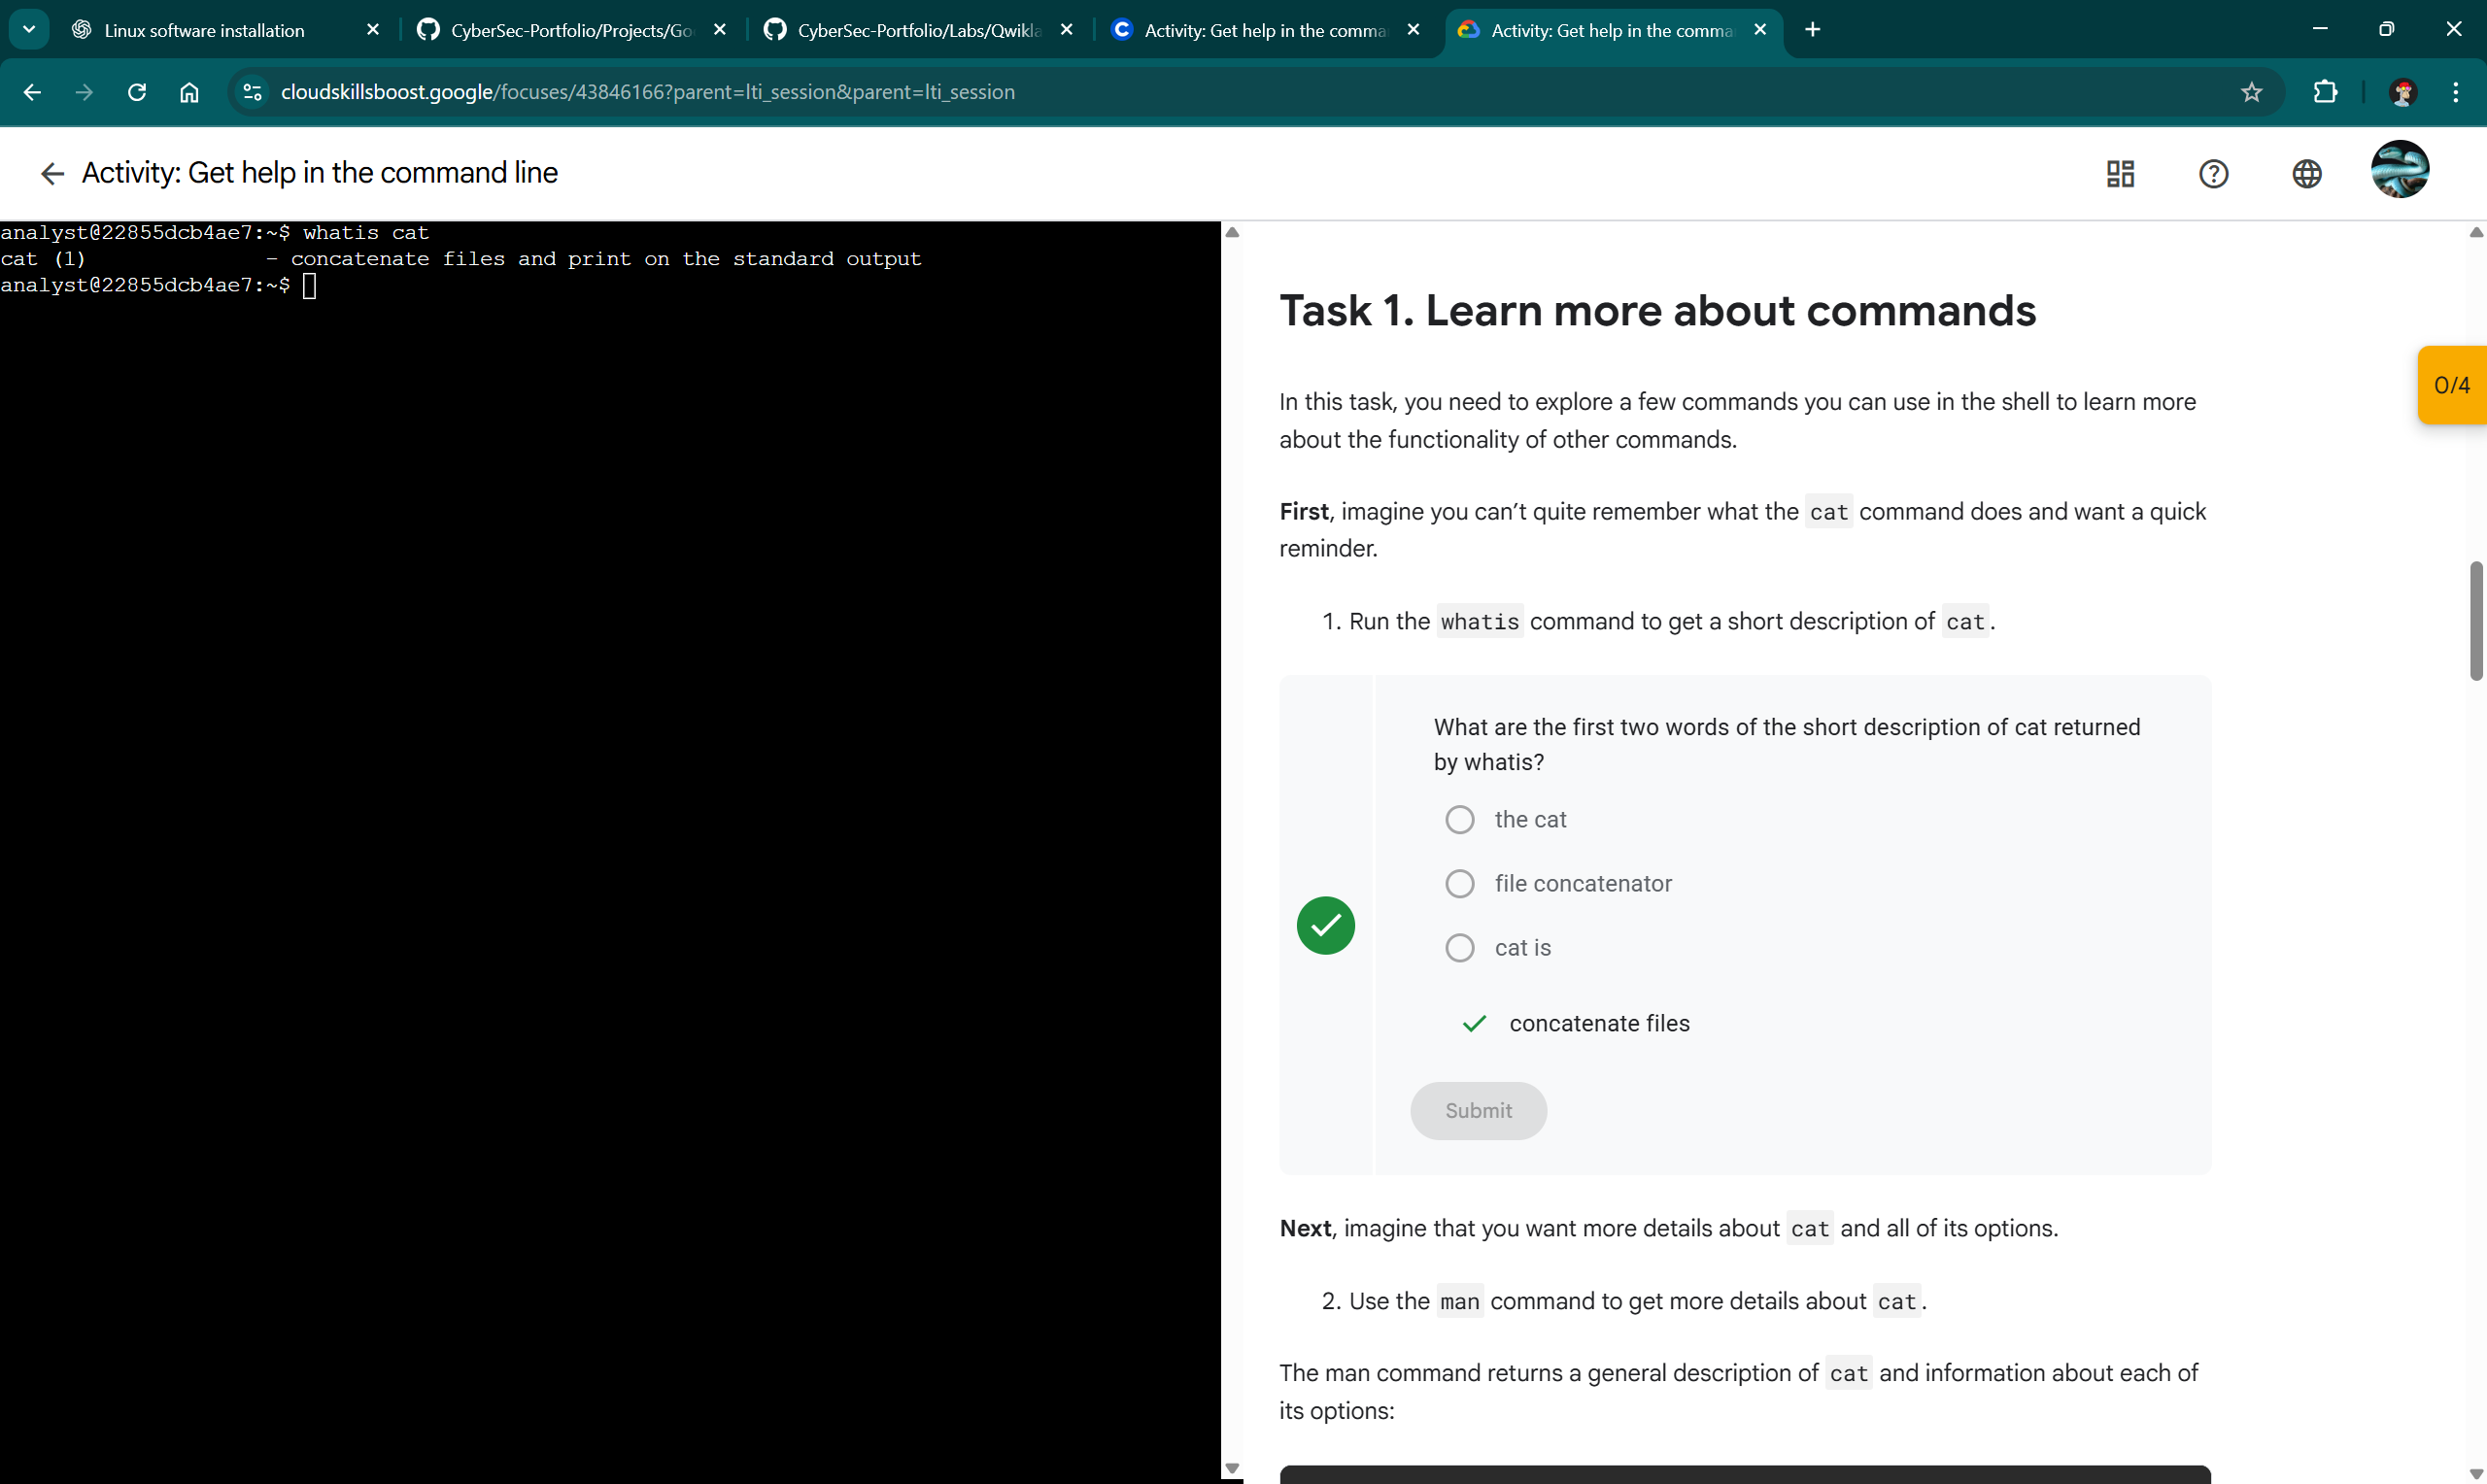 Linux software installation
CyberSec-Portfolio/Projects/Go
CyberSec-Portfolio/Labs/Qwikla
Activity: Get help in the comma
Activity: Get help in the comma
cloudskillsboost.google/focuses/43846166?parent=lti_session&parent=lti_session
Activity: Get help in the command line
analyst@22855dcb4ae7:~$ whatis cat
cat (1) - concatenate files and print on the standard output
analyst@22855dcb4ae7:~$
Task 1. Learn more about commands
0/4
In this task, you need to explore a few commands you can use in the shell to learn more
about the functionality of other commands.
First, imagine you can’t quite remember what the cat command does and want a quick
reminder.
1. Run the whatis command to get a short description of cat.
What are the first two words of the short description of cat returned
by whatis?
the cat
file concatenator
cat is
concatenate files
Submit
Next, imagine that you want more details about cat and all of its options.
2. Use the man command to get more details about cat.
The man command returns a general description of cat and information about each of
its options: